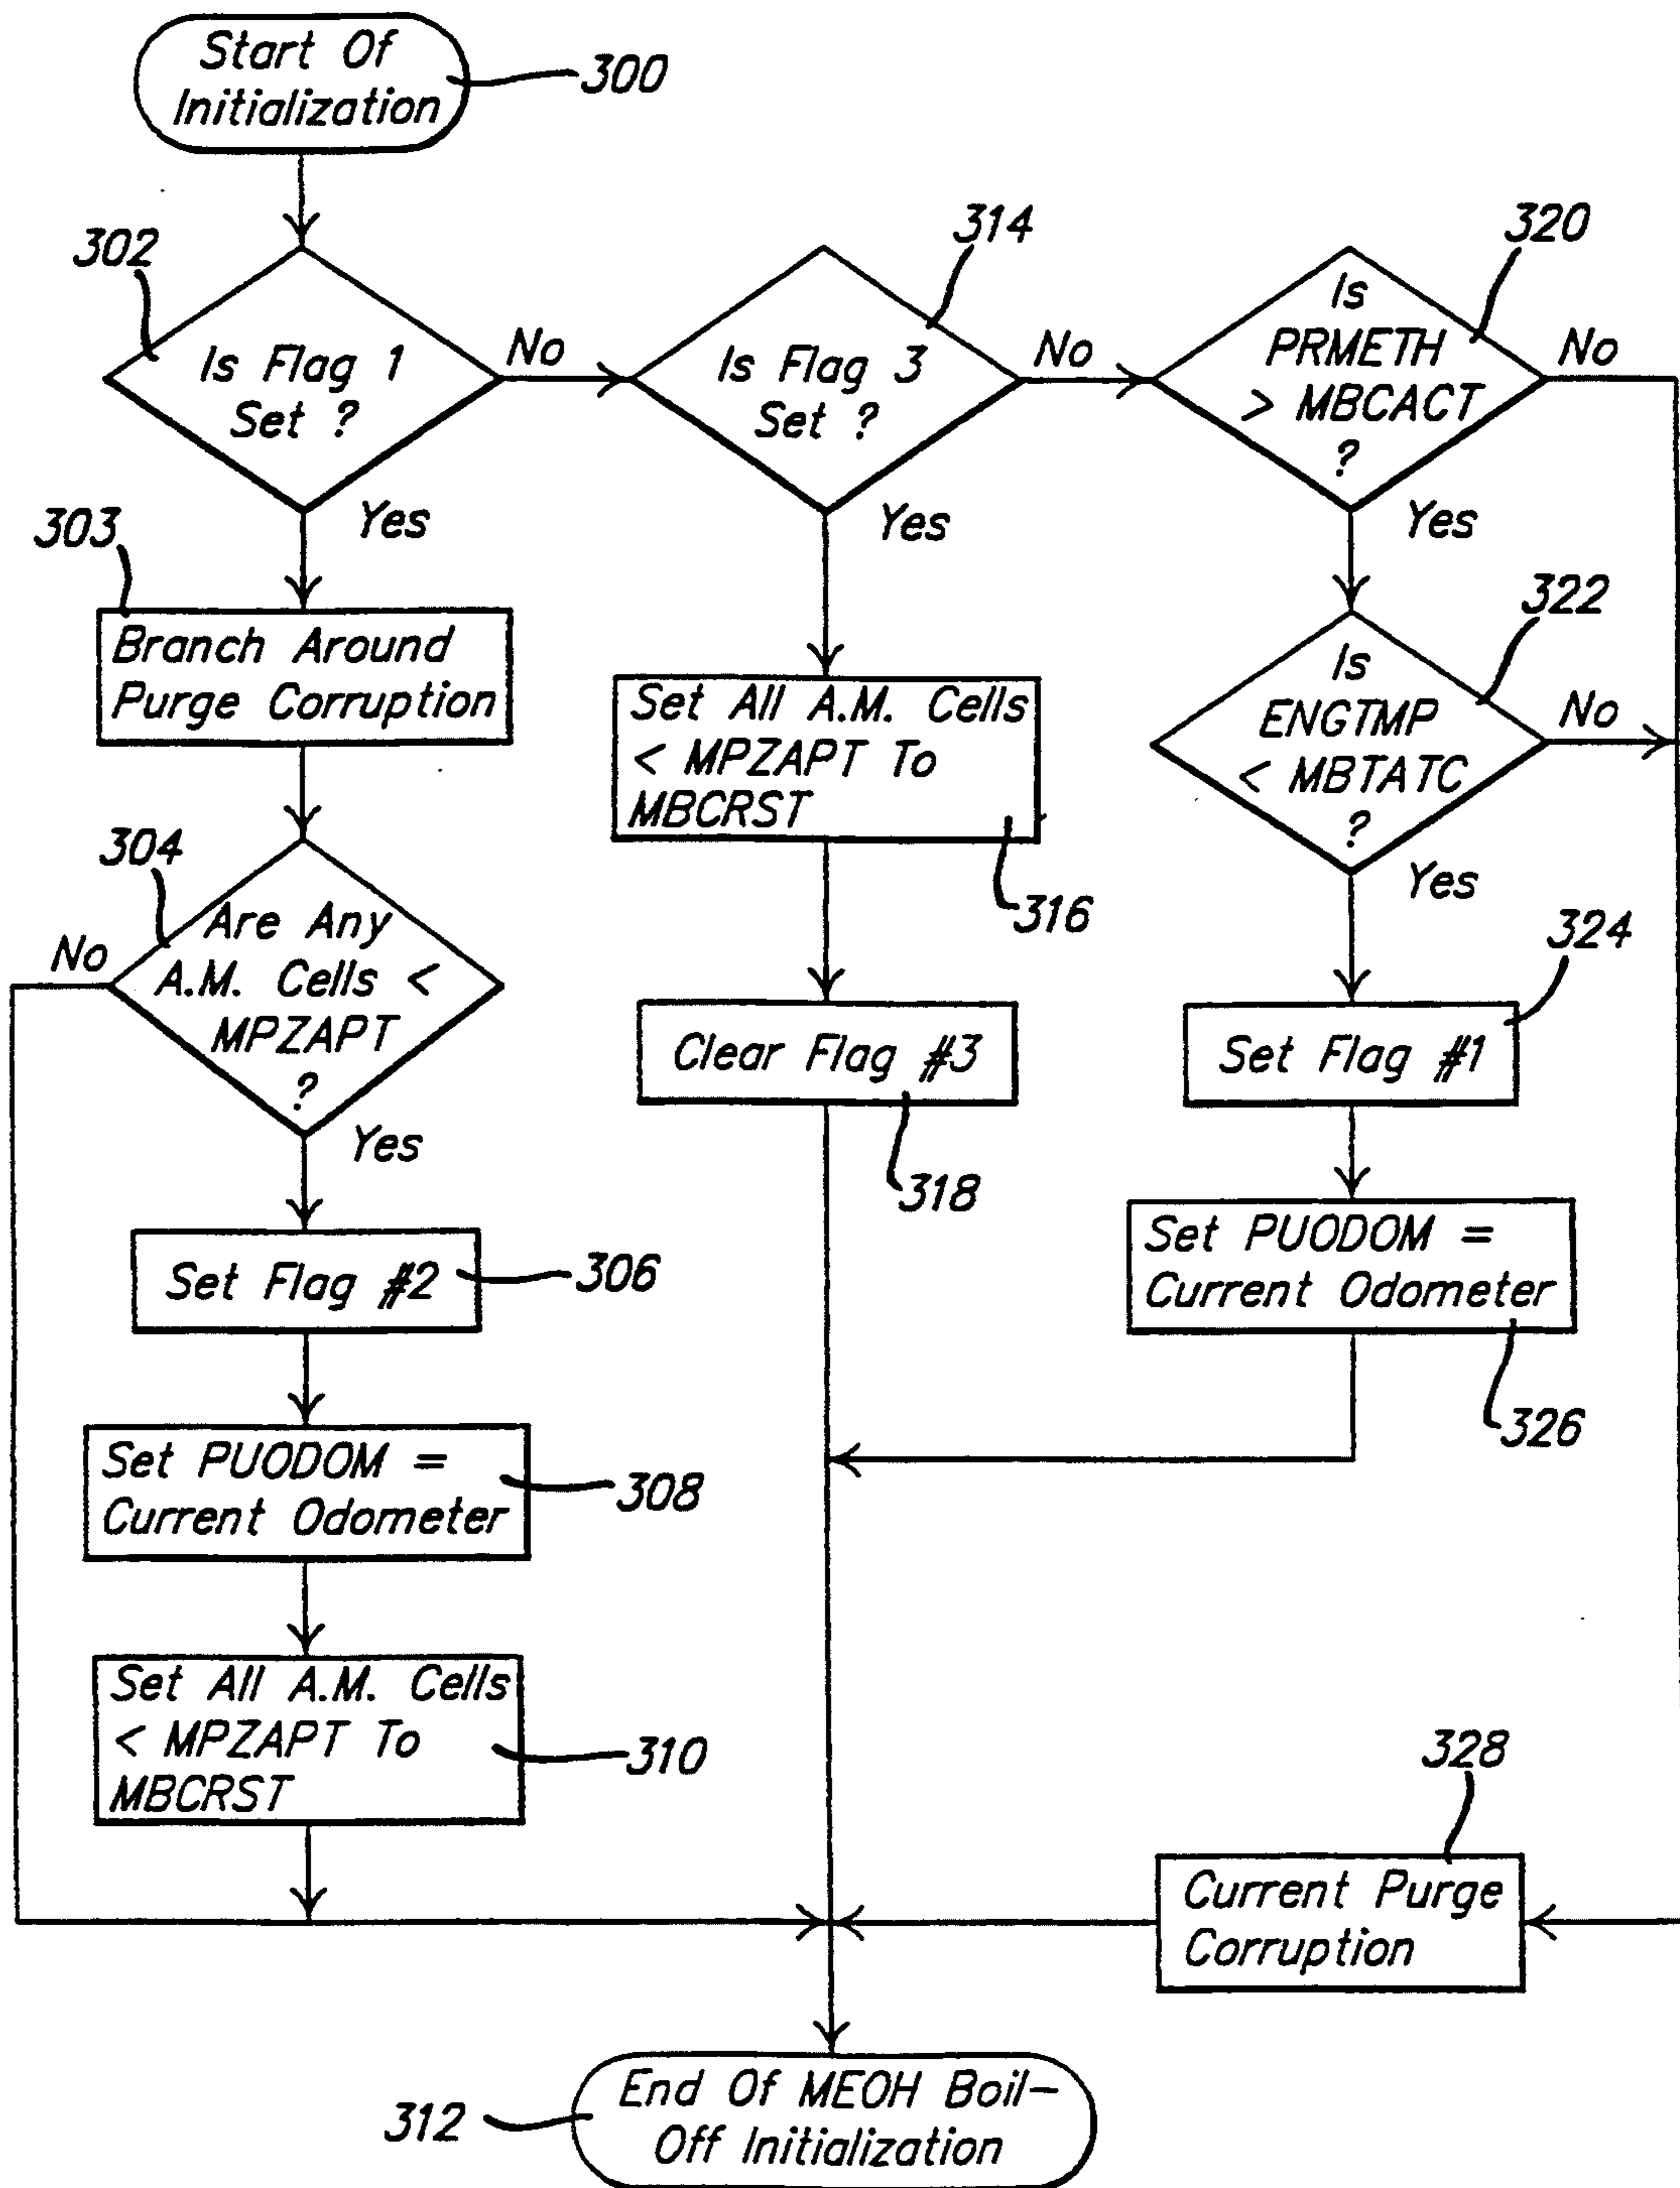 Start Of
Initialization
300
302
Is Flag 1
Set ?
No
Yes
314
Is Flag 3
Set ?
No
Yes
320
Is
PRMETH
> MBCACT
?
No
Yes
303
Branch Around
Purge Corruption
304
Are Any
A.M. Cells <
MPZAPT
?
No
Yes
Set Flag #2
306
Set PUODOM =
Current Odometer
308
Set All A.M. Cells
< MPZAPT To
MBCRST
310
Set All A.M. Cells
< MPZAPT To
MBCRST
316
Clear Flag #3
318
322
Is
ENGTMP
< MBTATC
?
No
Yes
324
Set Flag #1
Set PUODOM =
Current Odometer
326
328
Current Purge
Corruption
312
End Of MEOH Boil-
Off Initialization